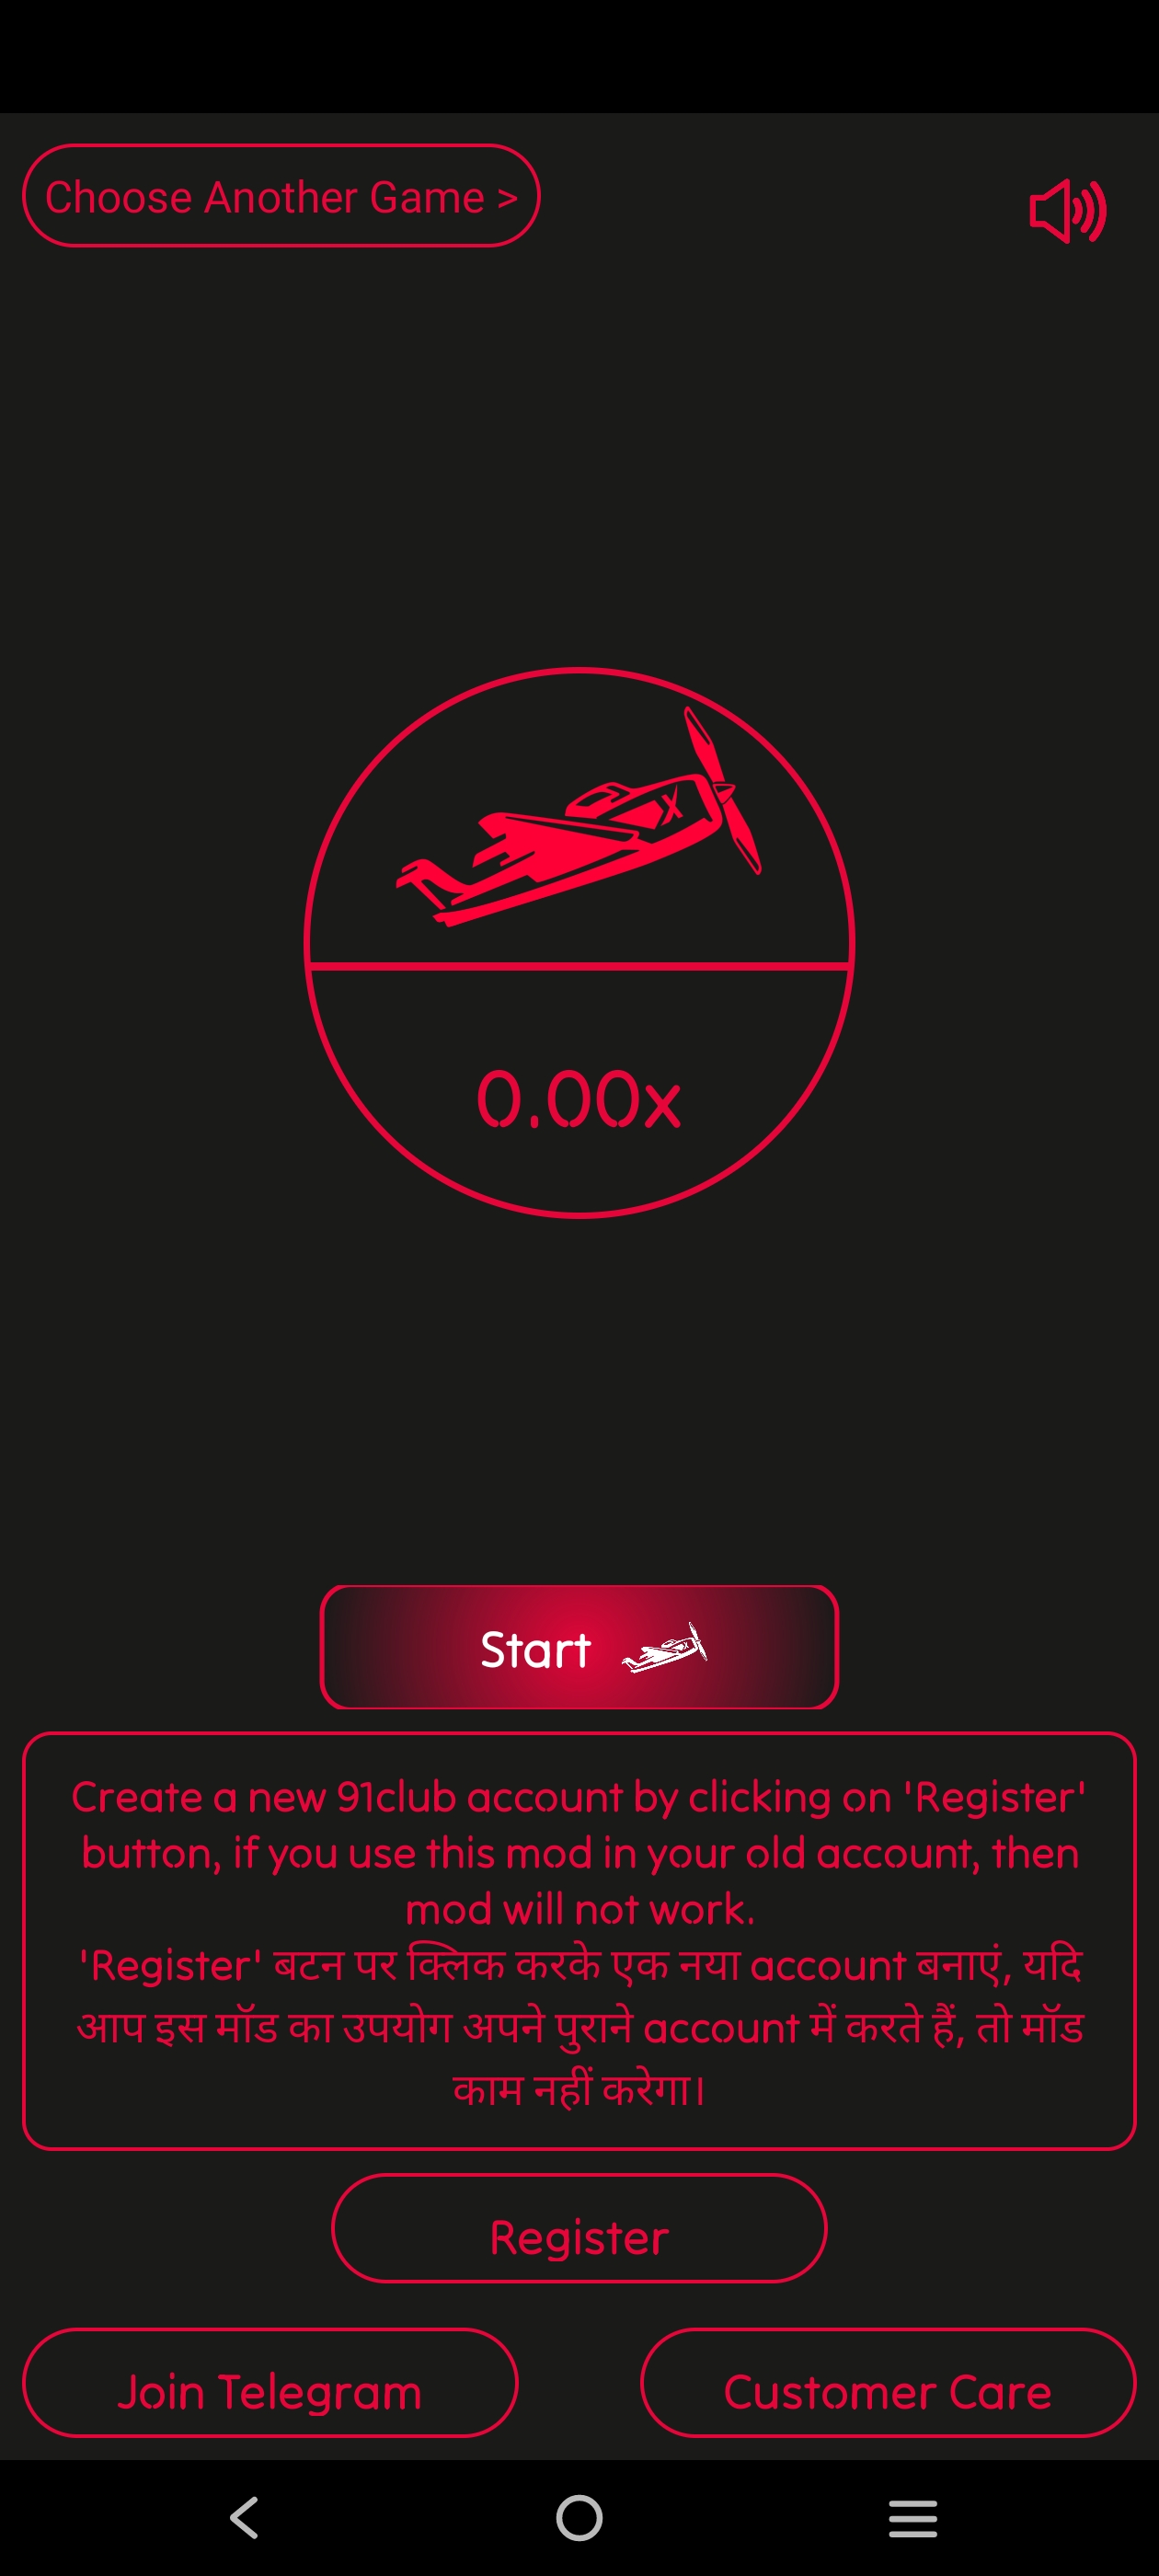 Choose Another Game >
X
0.00x
Start
Create a new 91club account by clicking on 'Register'
button, if you use this mod in your old account, then
mod will not work.
'Register' बटन पर क्लिक करके एक नया account बनाएं, यदि
आप इस मॉड का उपयोग अपने पुराने account में करते हैं, तो मॉड
काम नहीं करेगा।
Register
Join Telegram
Customer Care